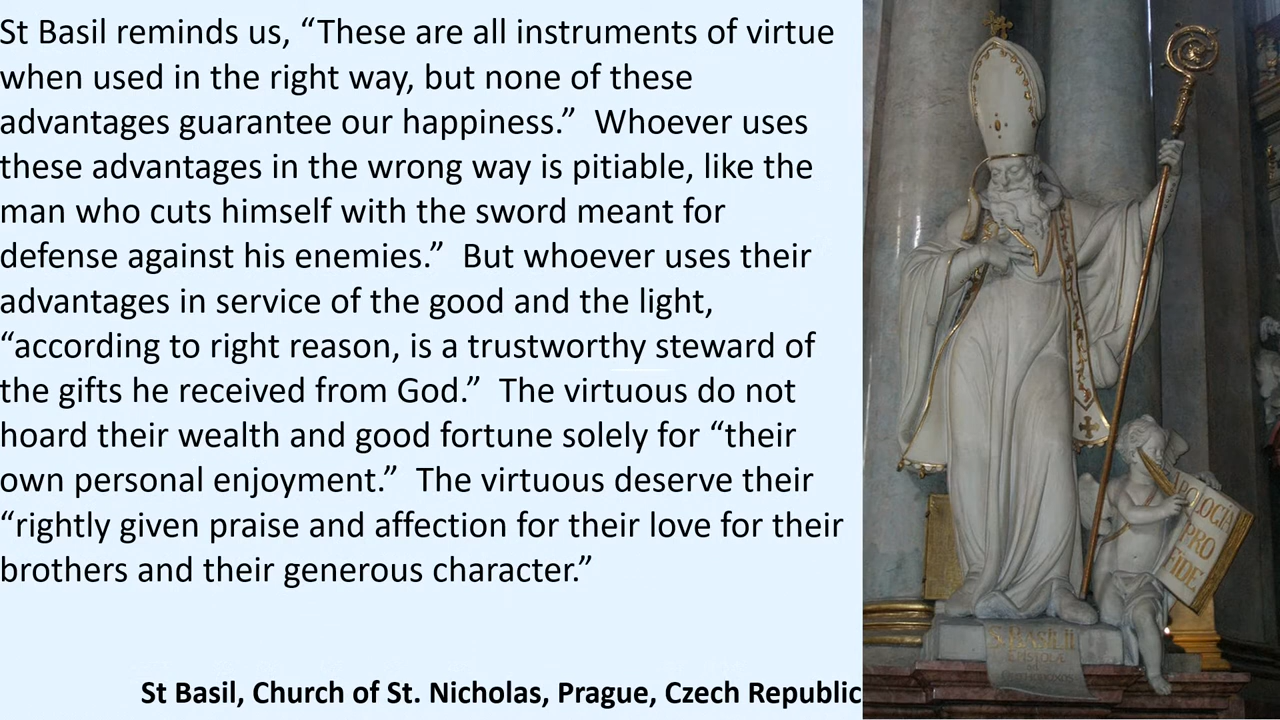 St Basil reminds us, “These are all instruments of virtue
when used in the right way, but none of these
advantages guarantee our happiness.”  Whoever uses
these advantages in the wrong way is pitiable, like the
man who cuts himself with the sword meant for
defense against his enemies.”  But whoever uses their
advantages in service of the good and the light,
“according to right reason, is a trustworthy steward of
the gifts he received from God.”  The virtuous do not
hoard their wealth and good fortune solely for “their
own personal enjoyment.”  The virtuous deserve their
“rightly given praise and affection for their love for their
brothers and their generous character.”
APOLOGIA
PRO
FIDE
S. BASILII
St Basil, Church of St. Nicholas, Prague, Czech Republic